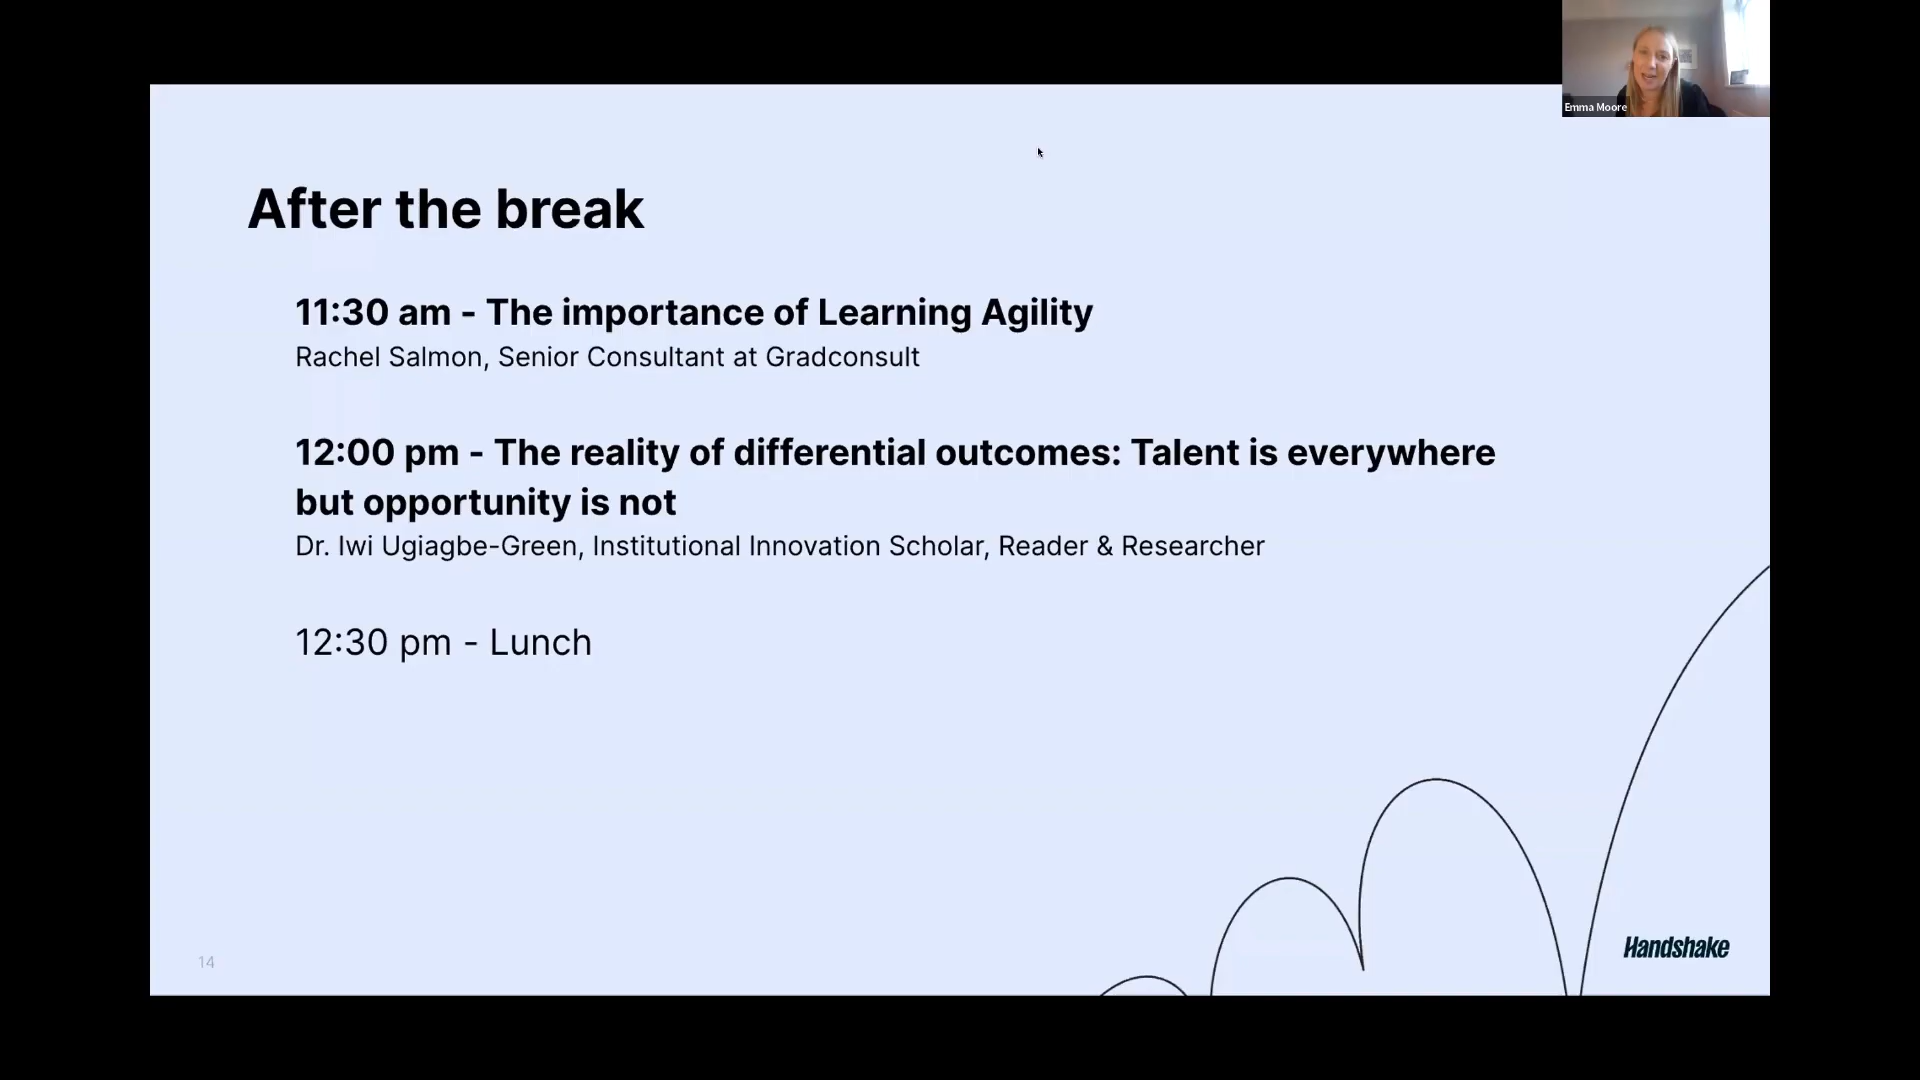 Emma Moore
After the break
11:30 am - The importance of Learning Agility
Rachel Salmon, Senior Consultant at Gradconsult
12:00 pm - The reality of differential outcomes: Talent is everywhere
but opportunity is not
Dr. Iwi Ugiagbe-Green, Institutional Innovation Scholar, Reader & Researcher
12:30 pm - Lunch
14
Handshake